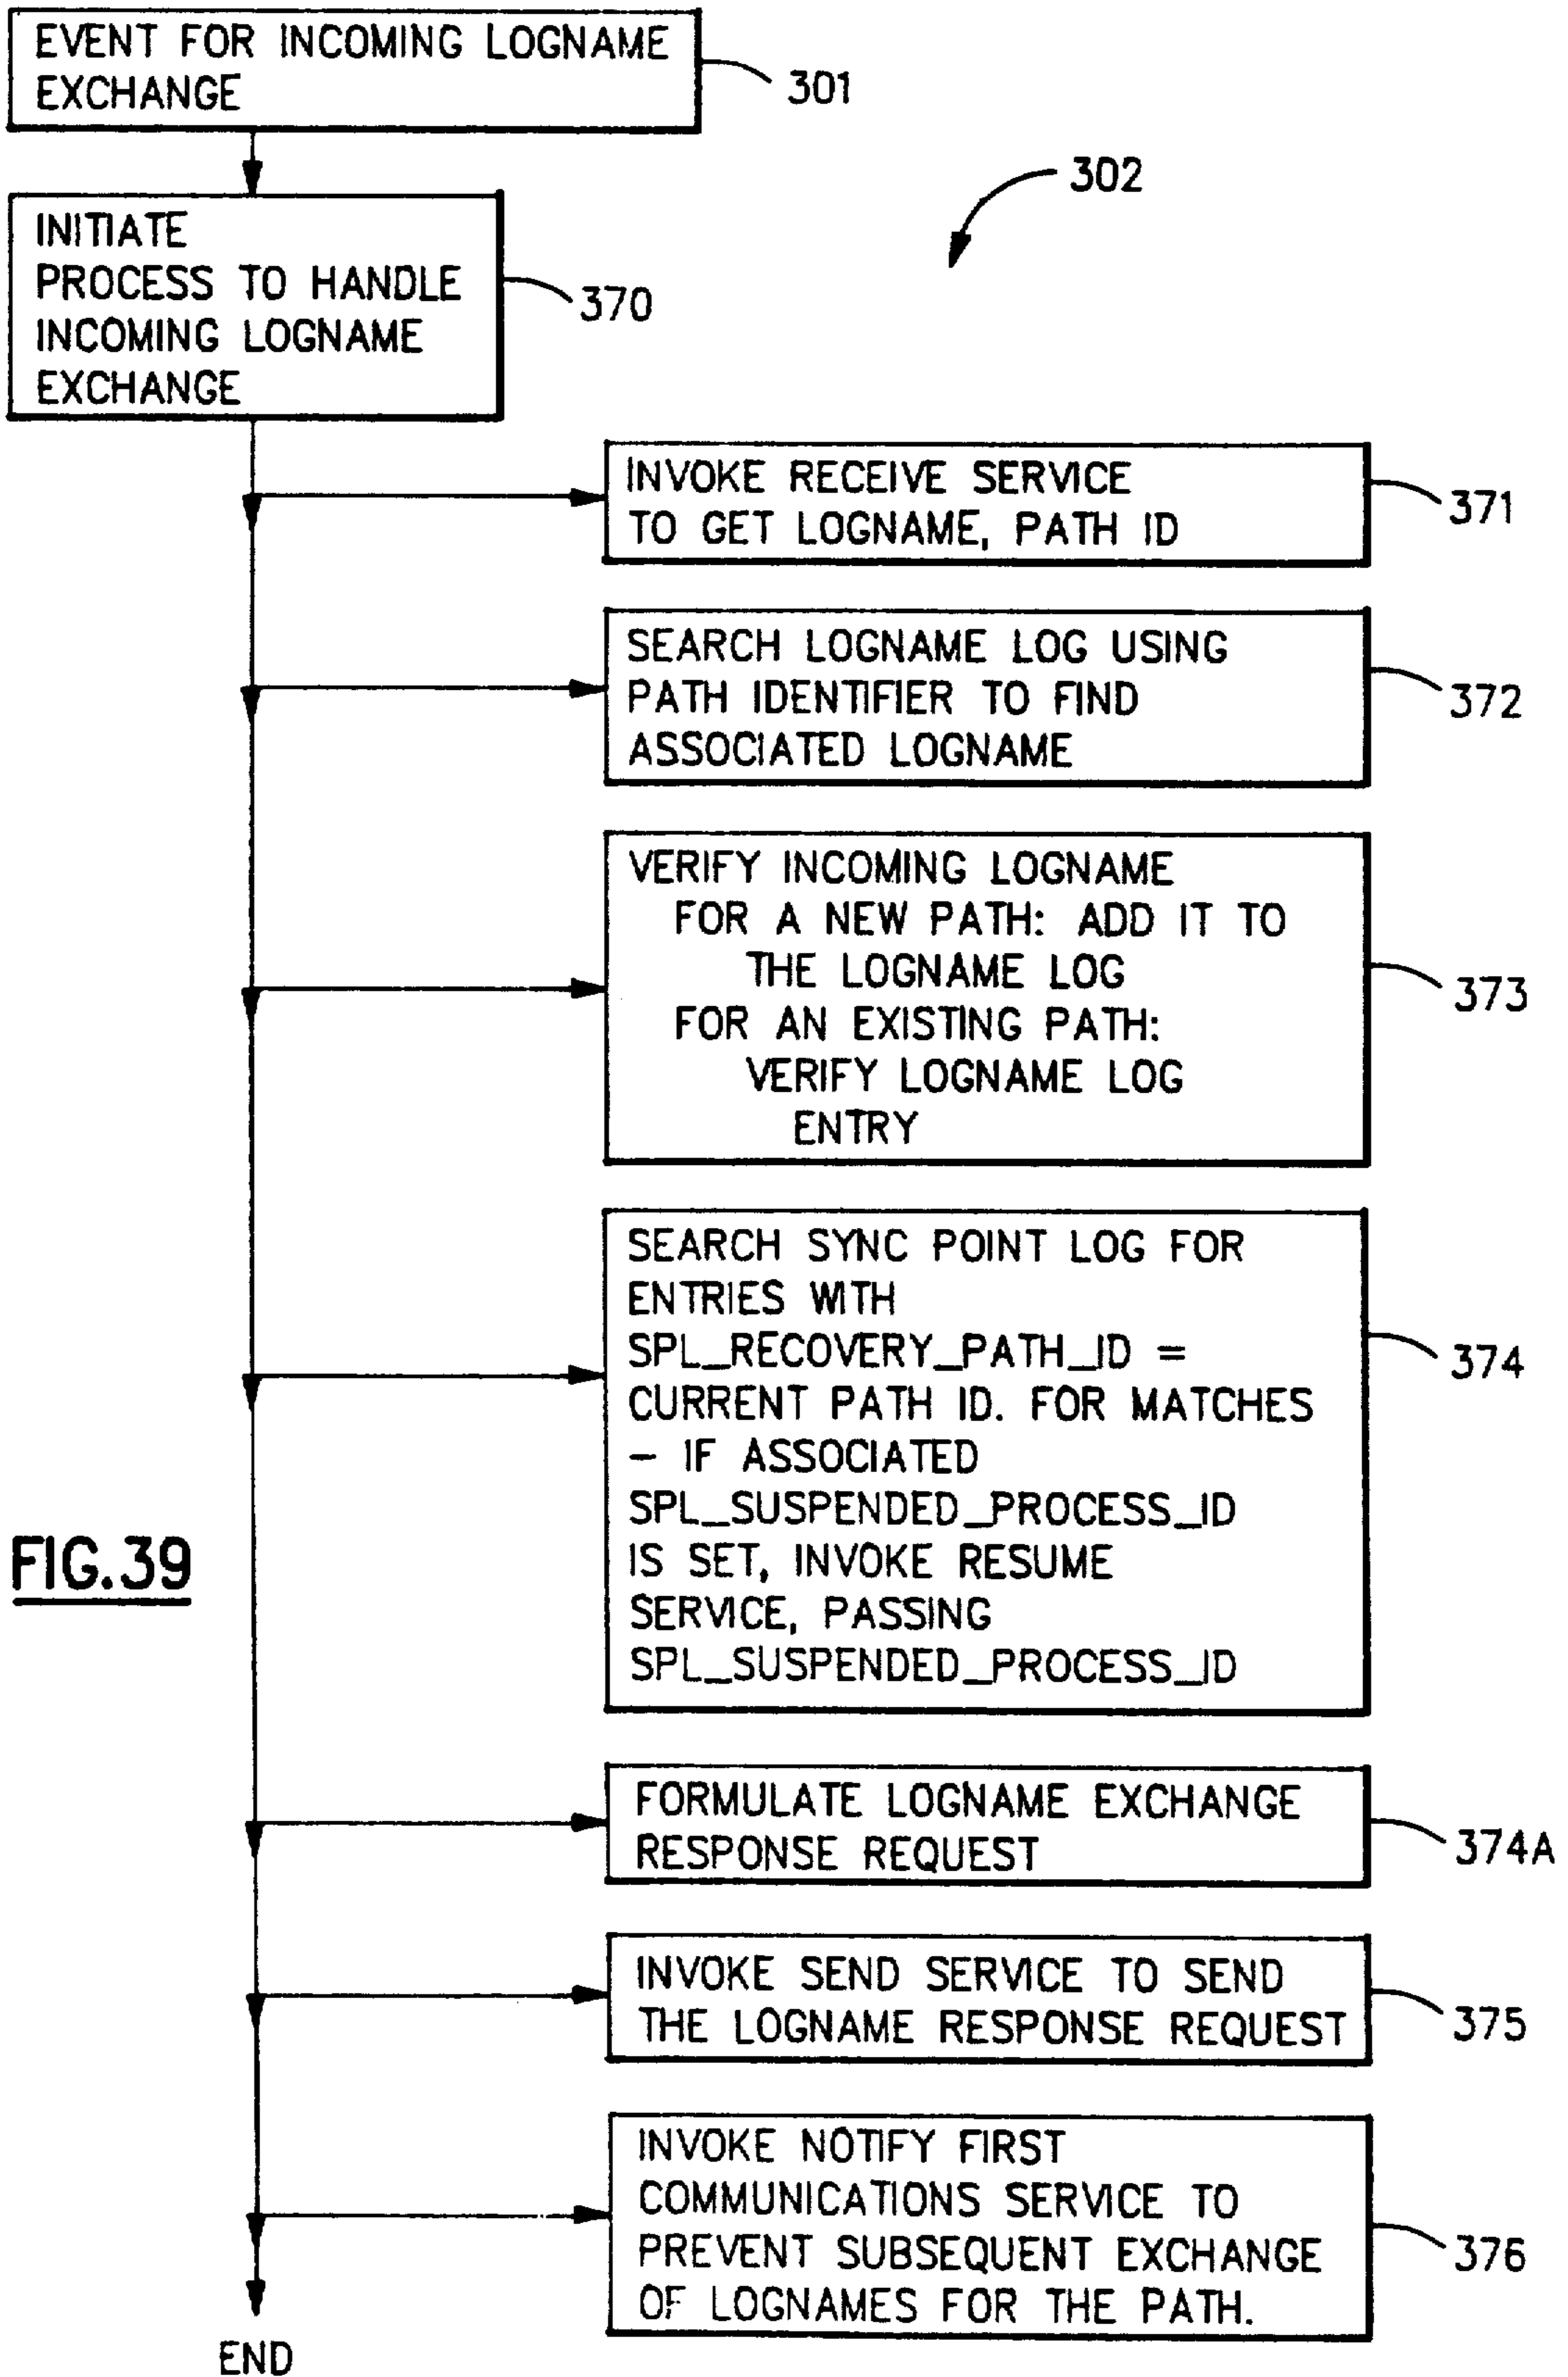 EVENT FOR INCOMING LOGNAME
EXCHANGE
301
302
INITIATE
PROCESS TO HANDLE
INCOMING LOGNAME
EXCHANGE
370
INVOKE RECEIVE SERVICE
TO GET LOGNAME, PATH ID
371
SEARCH LOGNAME LOG USING
PATH IDENTIFIER TO FIND
ASSOCIATED LOGNAME
372
VERIFY INCOMING LOGNAME
FOR A NEW PATH: ADD IT TO
THE LOGNAME LOG
FOR AN EXISTING PATH:
VERIFY LOGNAME LOG
ENTRY
373
SEARCH SYNC POINT LOG FOR
ENTRIES WITH
SPL_RECOVERY_PATH_ID =
CURRENT PATH ID. FOR MATCHES
– IF ASSOCIATED
SPL_SUSPENDED_PROCESS_ID
IS SET, INVOKE RESUME
SERVICE, PASSING
SPL_SUSPENDED_PROCESS_ID
374
FIG.39
FORMULATE LOGNAME EXCHANGE
RESPONSE REQUEST
374A
INVOKE SEND SERVICE TO SEND
THE LOGNAME RESPONSE REQUEST
375
INVOKE NOTIFY FIRST
COMMUNICATIONS SERVICE TO
PREVENT SUBSEQUENT EXCHANGE
OF LOGNAMES FOR THE PATH.
376
END